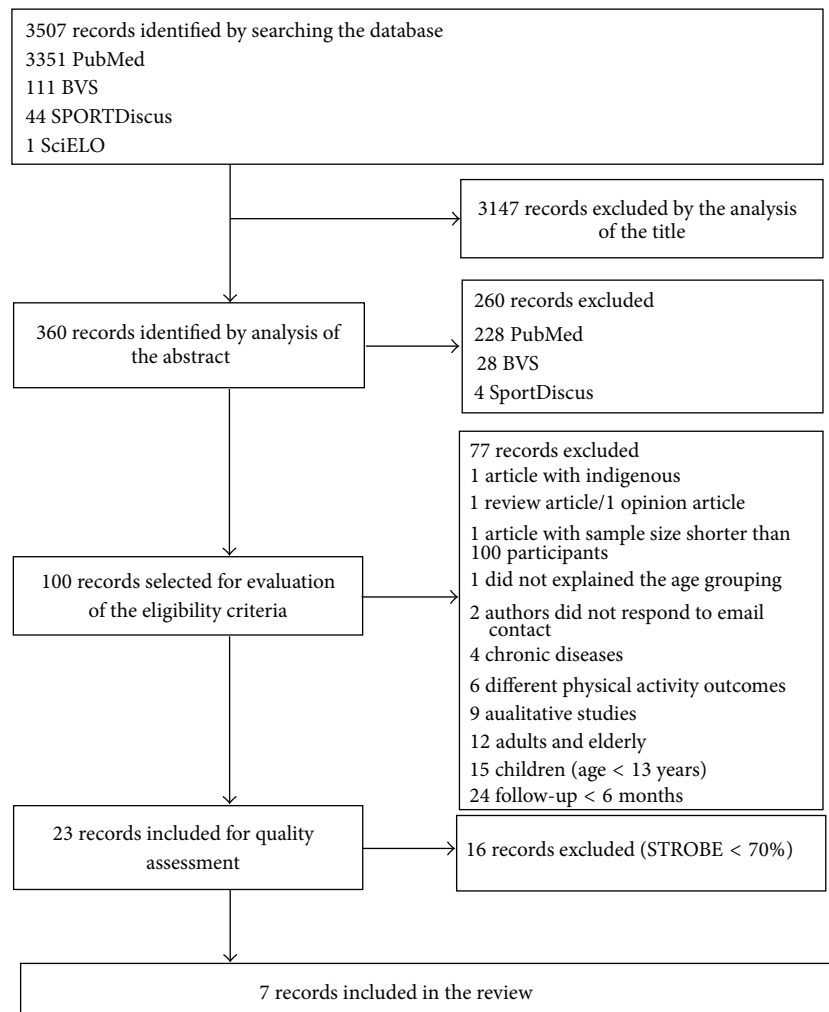 3507 records identified by searching the database
3351 PubMed
111 BVS
44 SPORTDiscus
1 SciELO
3147 records excluded by the analysis
of the title
360 records identified by analysis of
the abstract
260 records excluded
228 PubMed
28 BVS
4 SportDiscus
77 records excluded
1 article with indigenous
1 review article/1 opinion article
1 article with sample size shorter than
100 participants
1 did not explained the age grouping
2 authors did not respond to email
contact
4 chronic diseases
6 different physical activity outcomes
9 aualitative studies
12 adults and elderly
15 children (age < 13 years)
24 follow-up < 6 months
100 records selected for evaluation
of the eligibility criteria
23 records included for quality
assessment
16 records excluded (STROBE < 70%)
7 records included in the review